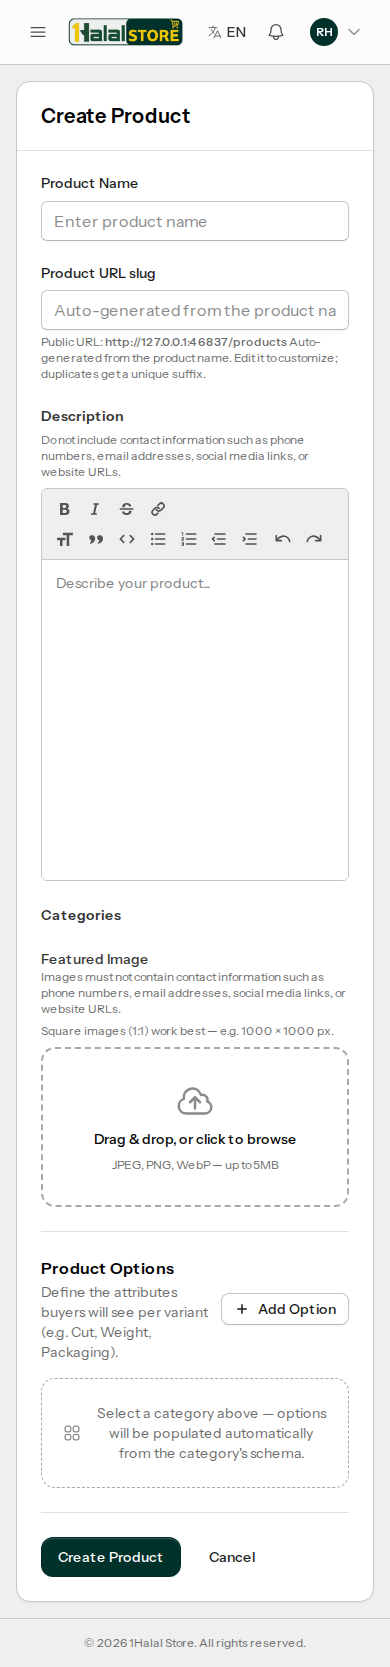 1Halal STORE
EN
RH
Create Product
Product Name
Enter product name
Product URL slug
Auto-generated from the product na
Public URL: http://127.0.0.1:46837/products Auto-
generated from the product name. Edit it to customize;
duplicates get a unique suffix.
Description
Do not include contact information such as phone
numbers, email addresses, social media links, or
website URLs.
Describe your product...
Categories
Featured Image
Images must not contain contact information such as
phone numbers, email addresses, social media links, or
website URLs.
Square images (1:1) work best — e.g. 1000 × 1000 px.
Drag & drop, or click to browse
JPEG, PNG, WebP — up to 5MB
Product Options
Define the attributes
buyers will see per variant
(e.g. Cut, Weight,
Packaging).
Add Option
Select a category above — options
will be populated automatically
from the category's schema.
Create Product
Cancel
© 2026 1Halal Store. All rights reserved.